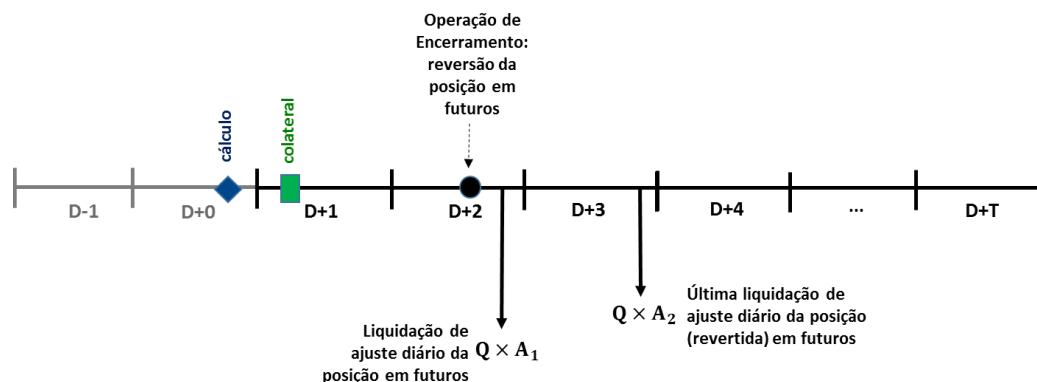 Operação de
Encerramento:
reversão da
posição em
futuros
cálculo
colateral
D-1
D+0
D+1
D+2
D+3
D+4
...
D+T
Liquidação de
ajuste diário da
posição em futuros
Q × A₁
Q × A₂
Última liquidação de
ajuste diário da posição
(revertida) em futuros